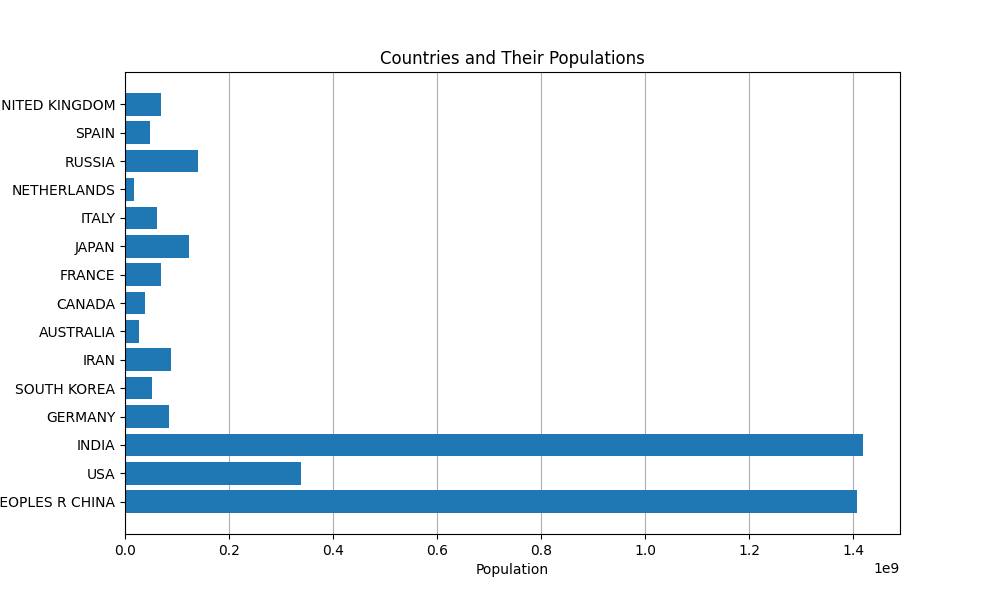 Countries and Their Populations
NITED KINGDOM
SPAIN
RUSSIA
NETHERLANDS
ITALY
JAPAN
FRANCE
CANADA
AUSTRALIA
IRAN
SOUTH KOREA
GERMANY
INDIA
USA
EOPLES R CHINA
0.0 0.2 0.4 0.6 0.8 1.0 1.2 1.4
1e9
Population